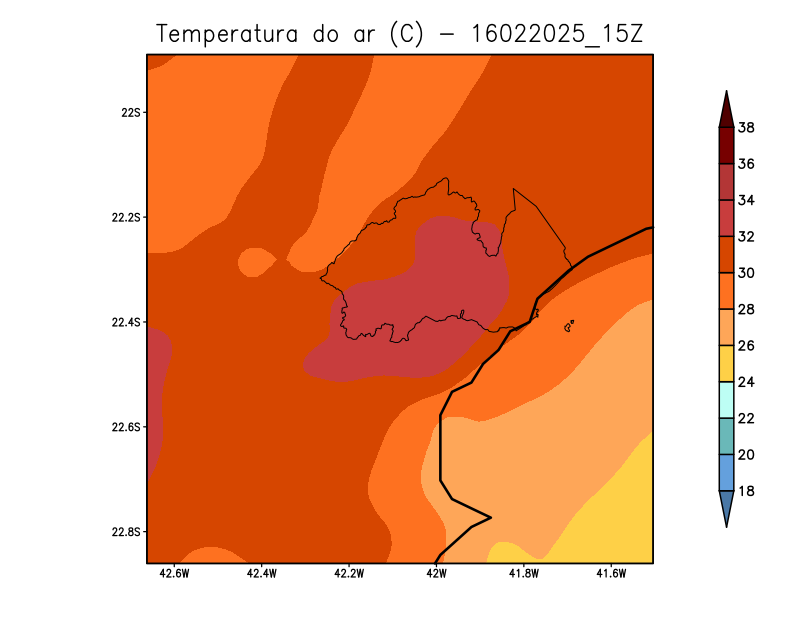 Temperatura do ar (C) − 16022025_15Z
22S
22.2S
22.4S
22.6S
22.8S
42.6W
42.4W
42.2W
42W
41.8W
41.6W
38
36
34
32
30
28
26
24
22
20
18